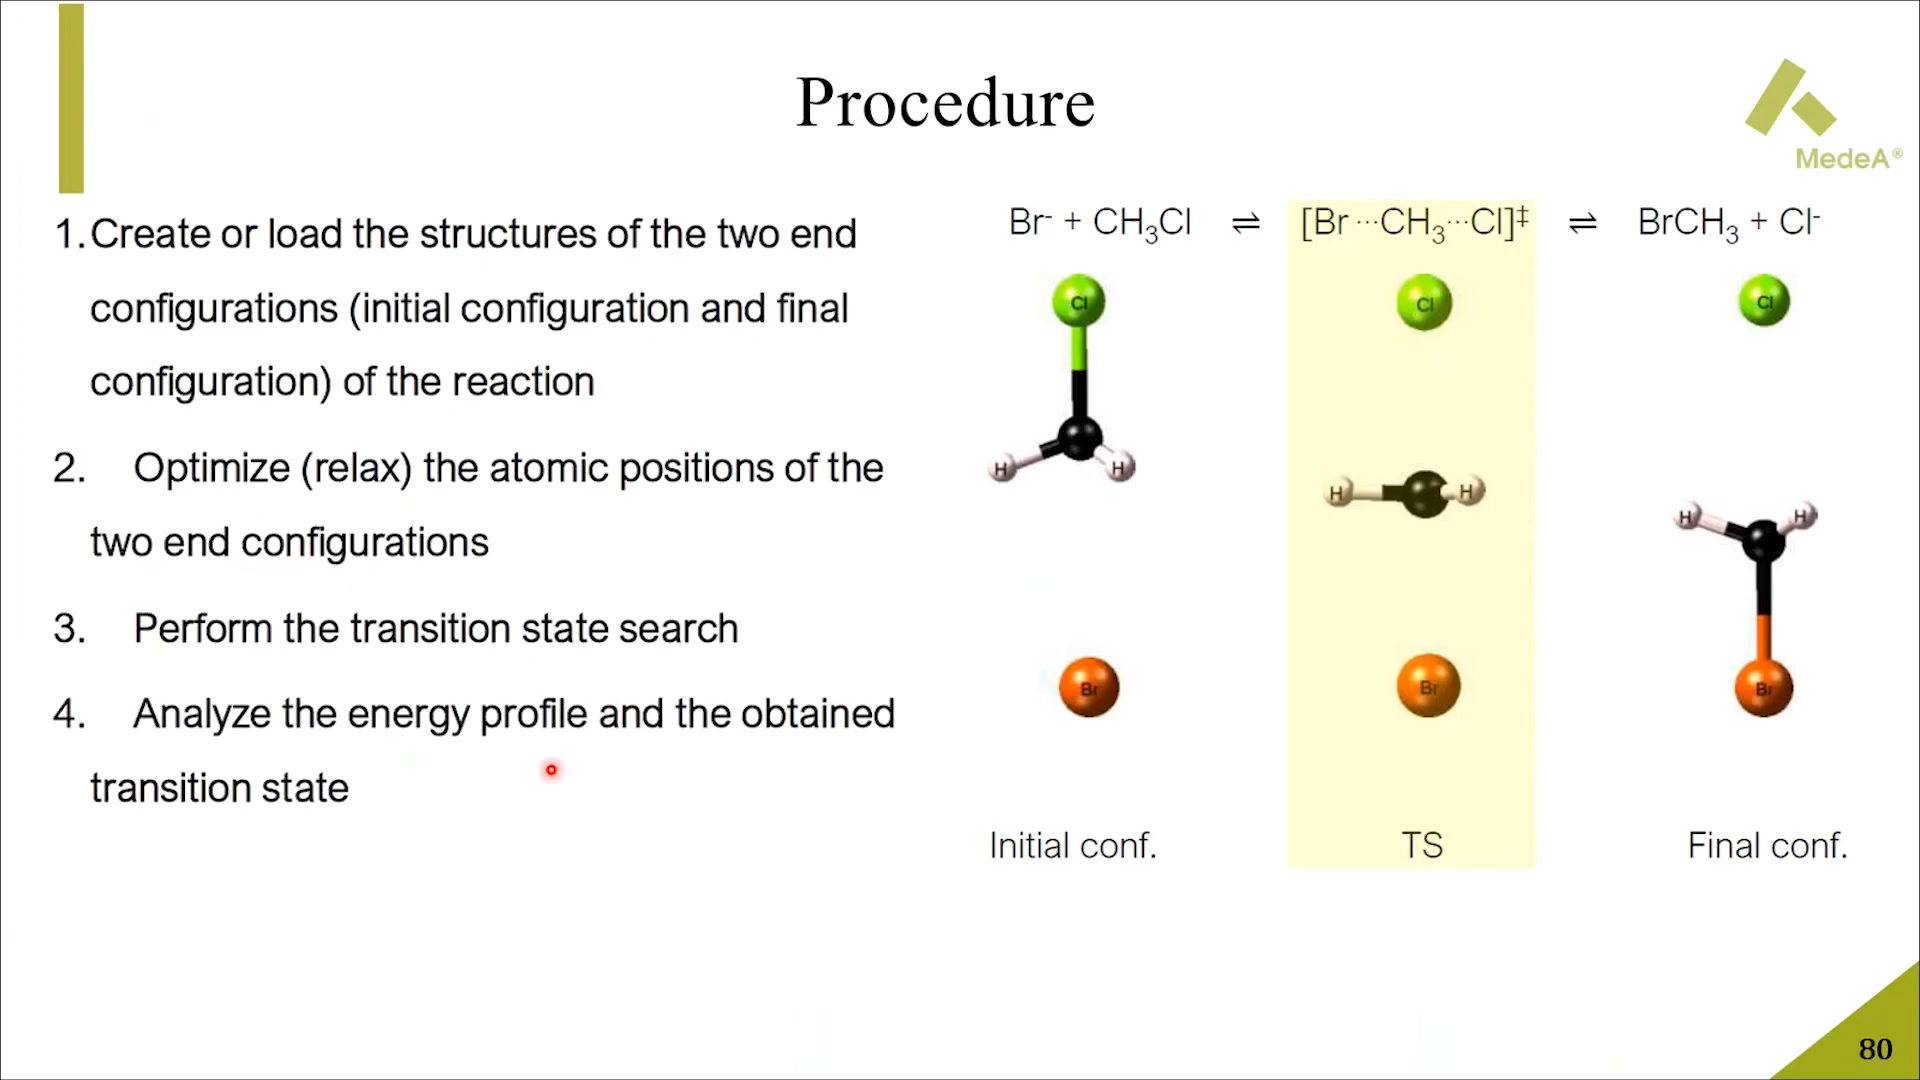 Procedure
MedeA®
1. Create or load the structures of the two end
configurations (initial configuration and final
configuration) of the reaction
2. Optimize (relax) the atomic positions of the
two end configurations
3. Perform the transition state search
4. Analyze the energy profile and the obtained
transition state
Br⁻ + CH₃Cl ⇌ [Br···CH₃···Cl]‡ ⇌ BrCH₃ + Cl⁻
Cl Cl Cl
H H H H H H
Br Br Br
Initial conf. TS Final conf.
80